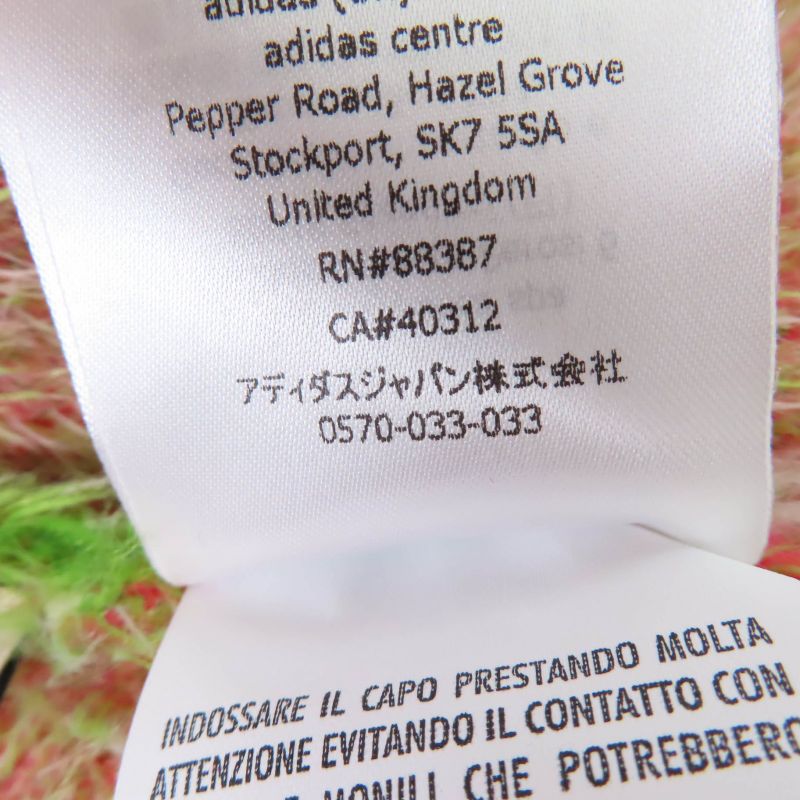 adidas
adidas centre
Pepper Road, Hazel Grove
Stockport, SK7 5SA
United Kingdom
RN#88387
CA#40312
アディダスジャパン株式会社
0570-033-033
INDOSSARE IL CAPO PRESTANDO MOLTA
ATTENZIONE EVITANDO IL CONTATTO CON
MONILI CHE POTREBBERO